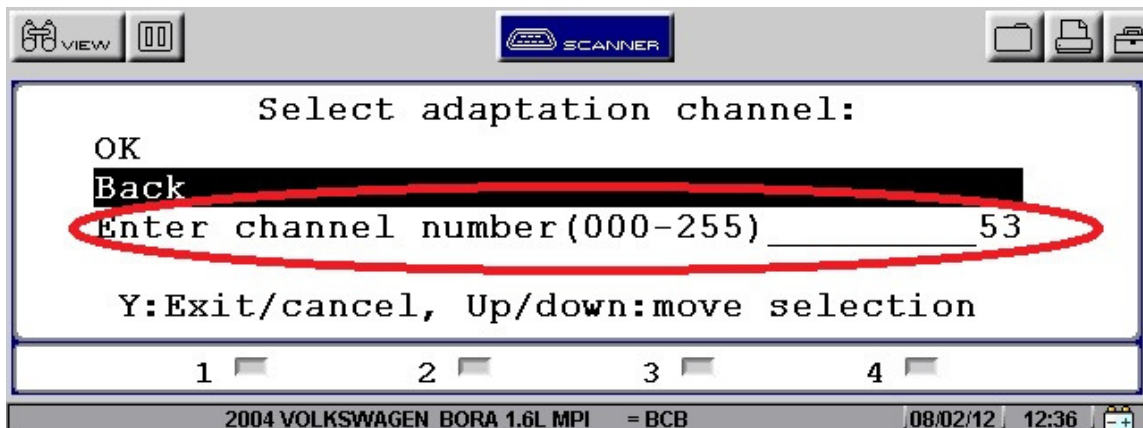 VIEW SCANNER
Select adaptation channel:
OK
Back
Enter channel number(000-255)___________53
Y:Exit/cancel, Up/down:move selection
1 2 3 4
2004 VOLKSWAGEN BORA 1.6L MPI = BCB 08/02/12 12:36